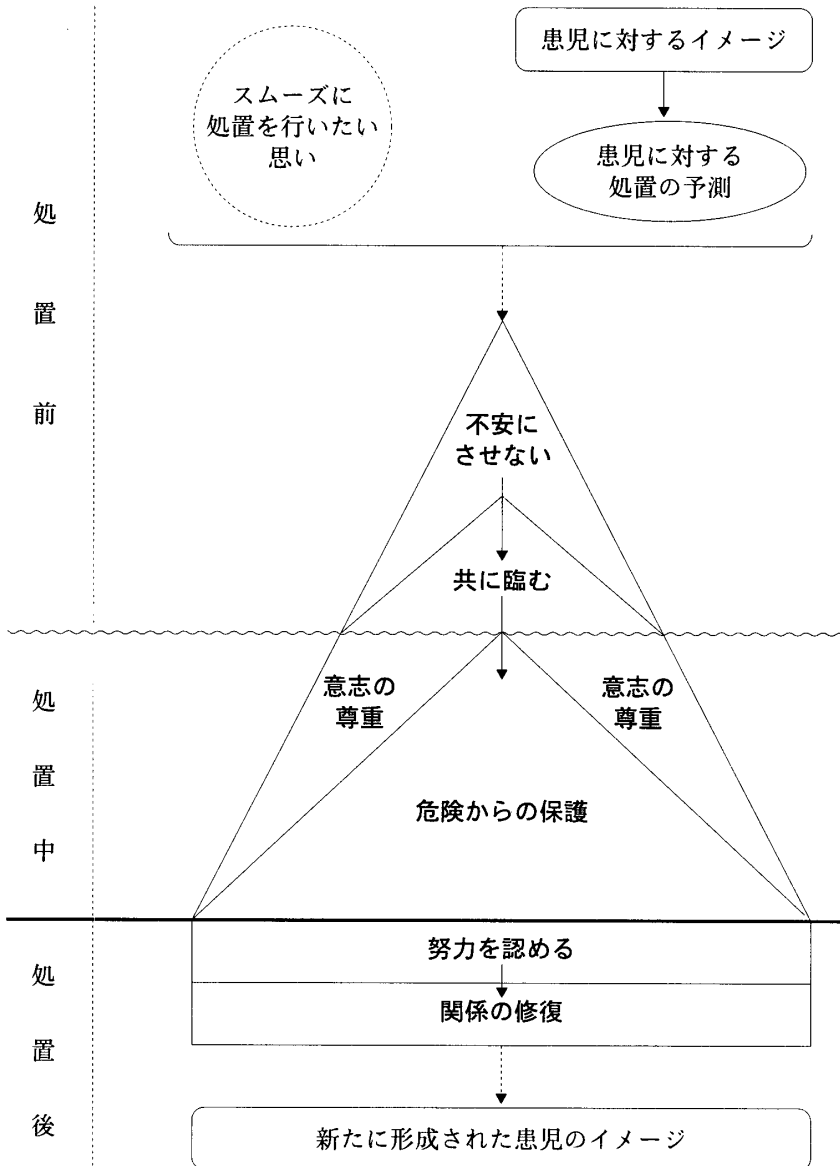 患児に対するイメージ
スムーズに
処置を行いたい
思い
患児に対する
処置の予測
処置前
不安に
させない
共に臨む
処置中
意志の
尊重
意志の
尊重
危険からの保護
処置後
努力を認める
関係の修復
新たに形成された患児のイメージ